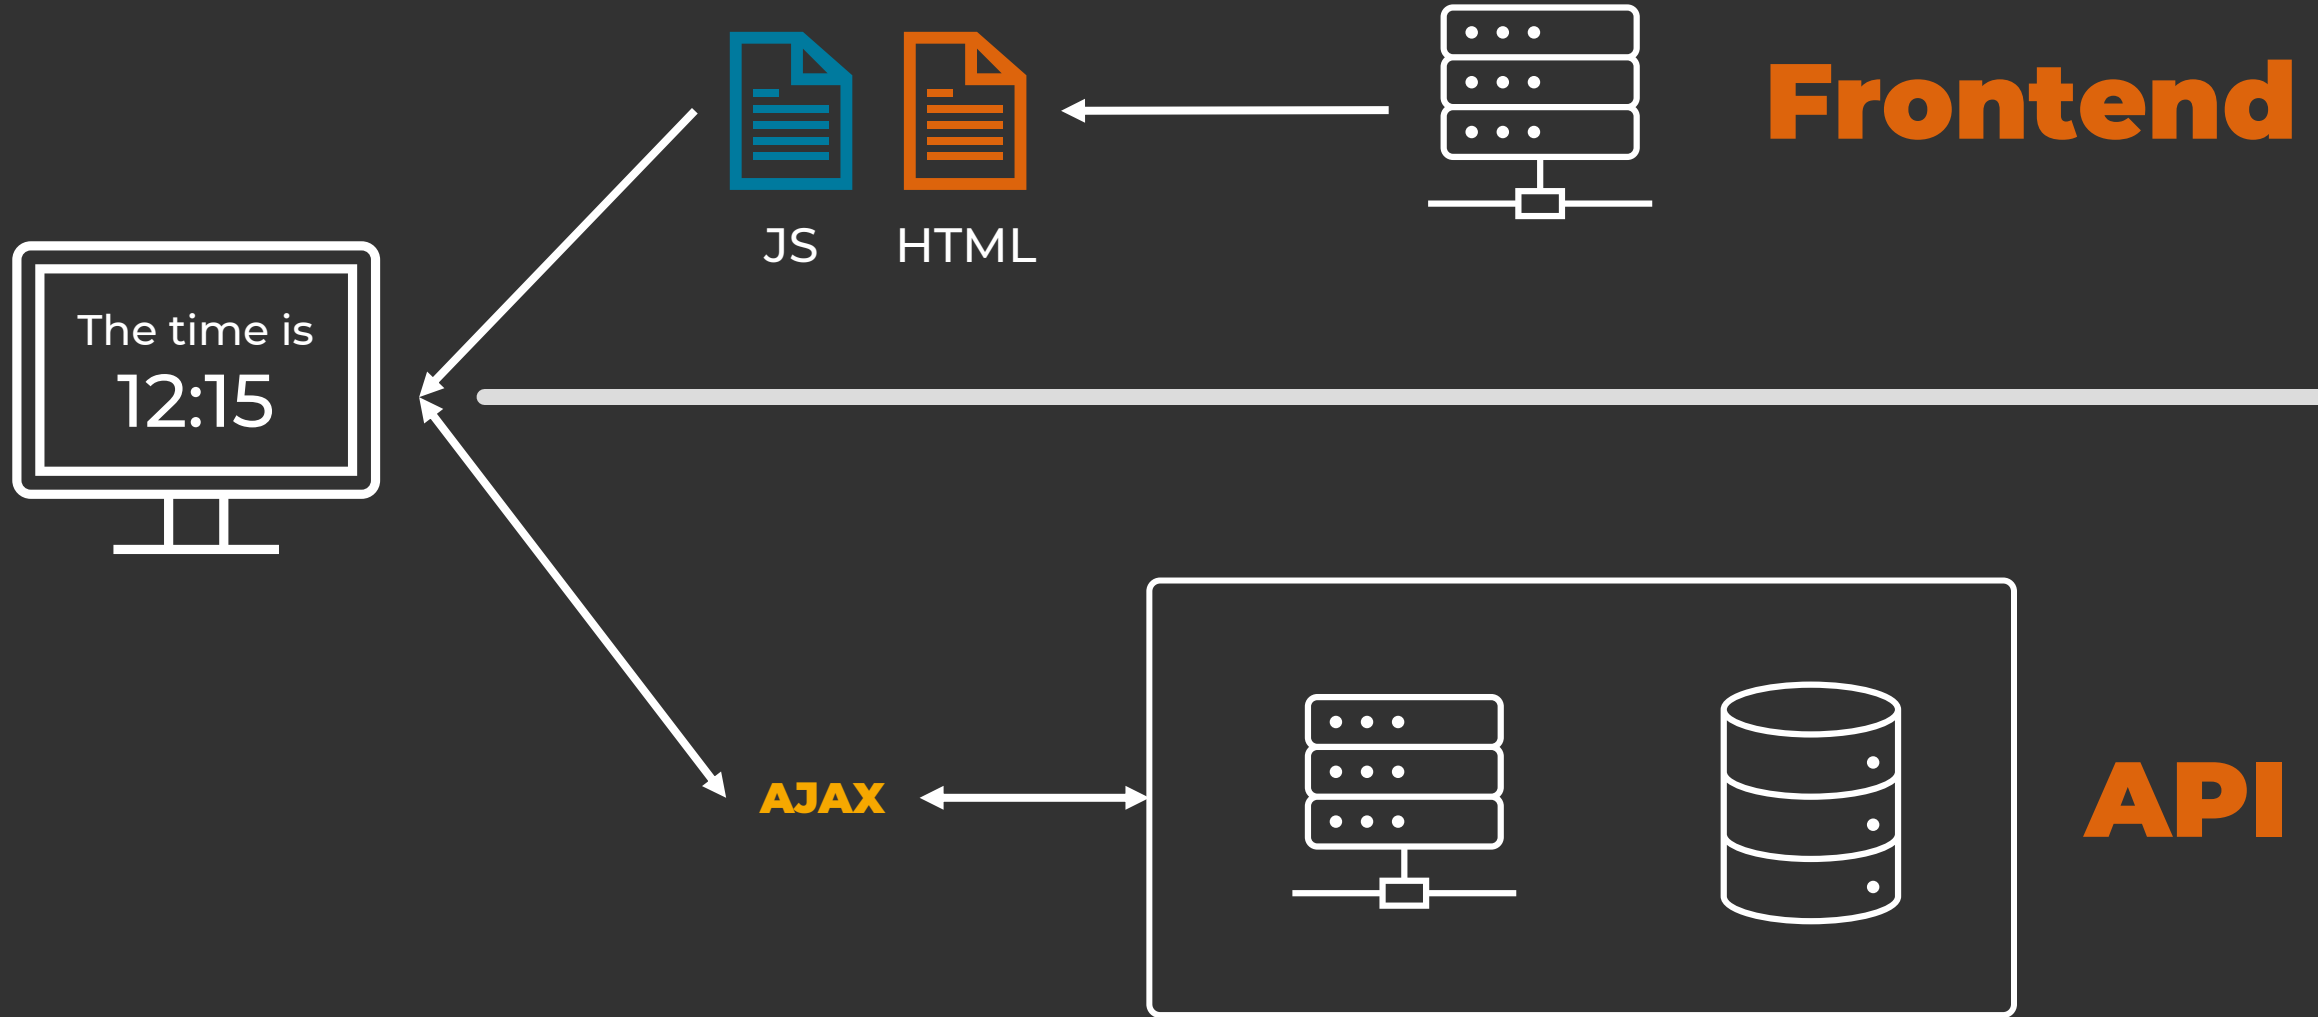 Frontend
JS
HTML
The time is
12:15
AJAX
API